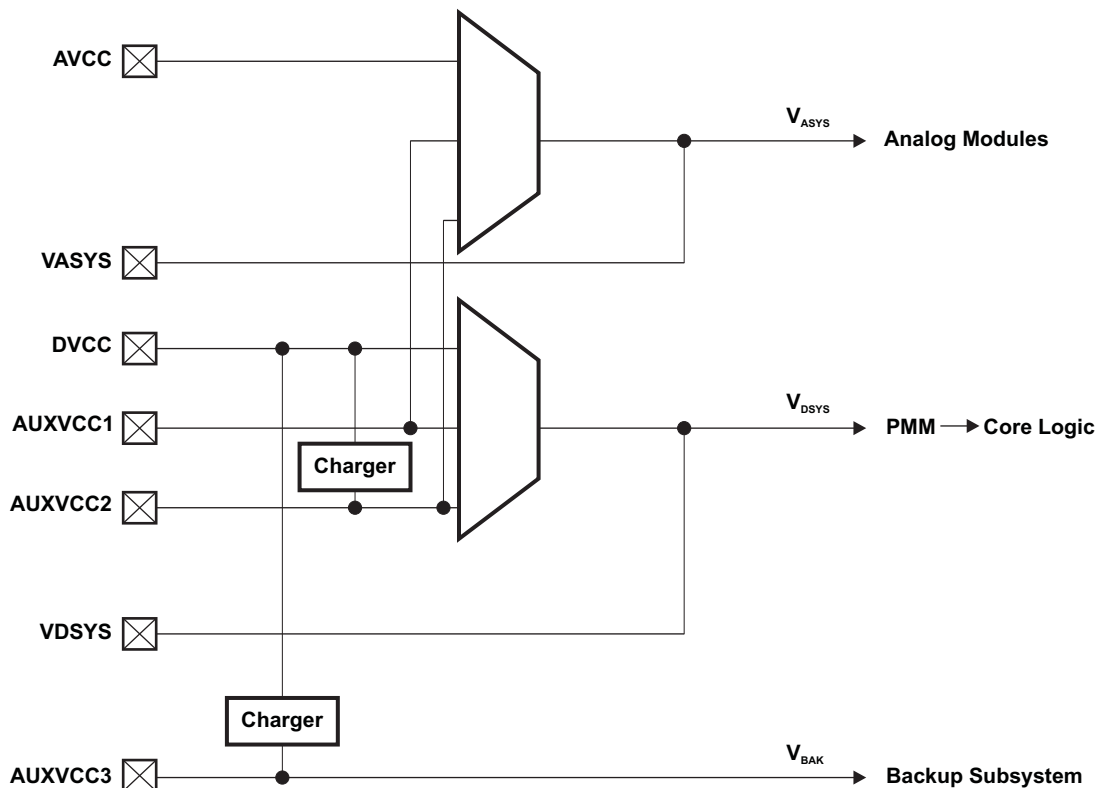 AVCC
V_ASYS
Analog Modules
VASYS
DVCC
AUXVCC1
V_DSYS
PMM
Core Logic
Charger
AUXVCC2
VDSYS
Charger
AUXVCC3
V_BAK
Backup Subsystem